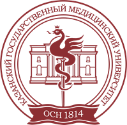 КАЗАНСКИЙ ГОСУДАРСТВЕННЫЙ МЕДИЦИНСКИЙ УНИВЕРСИТЕТ
ОСН 1814